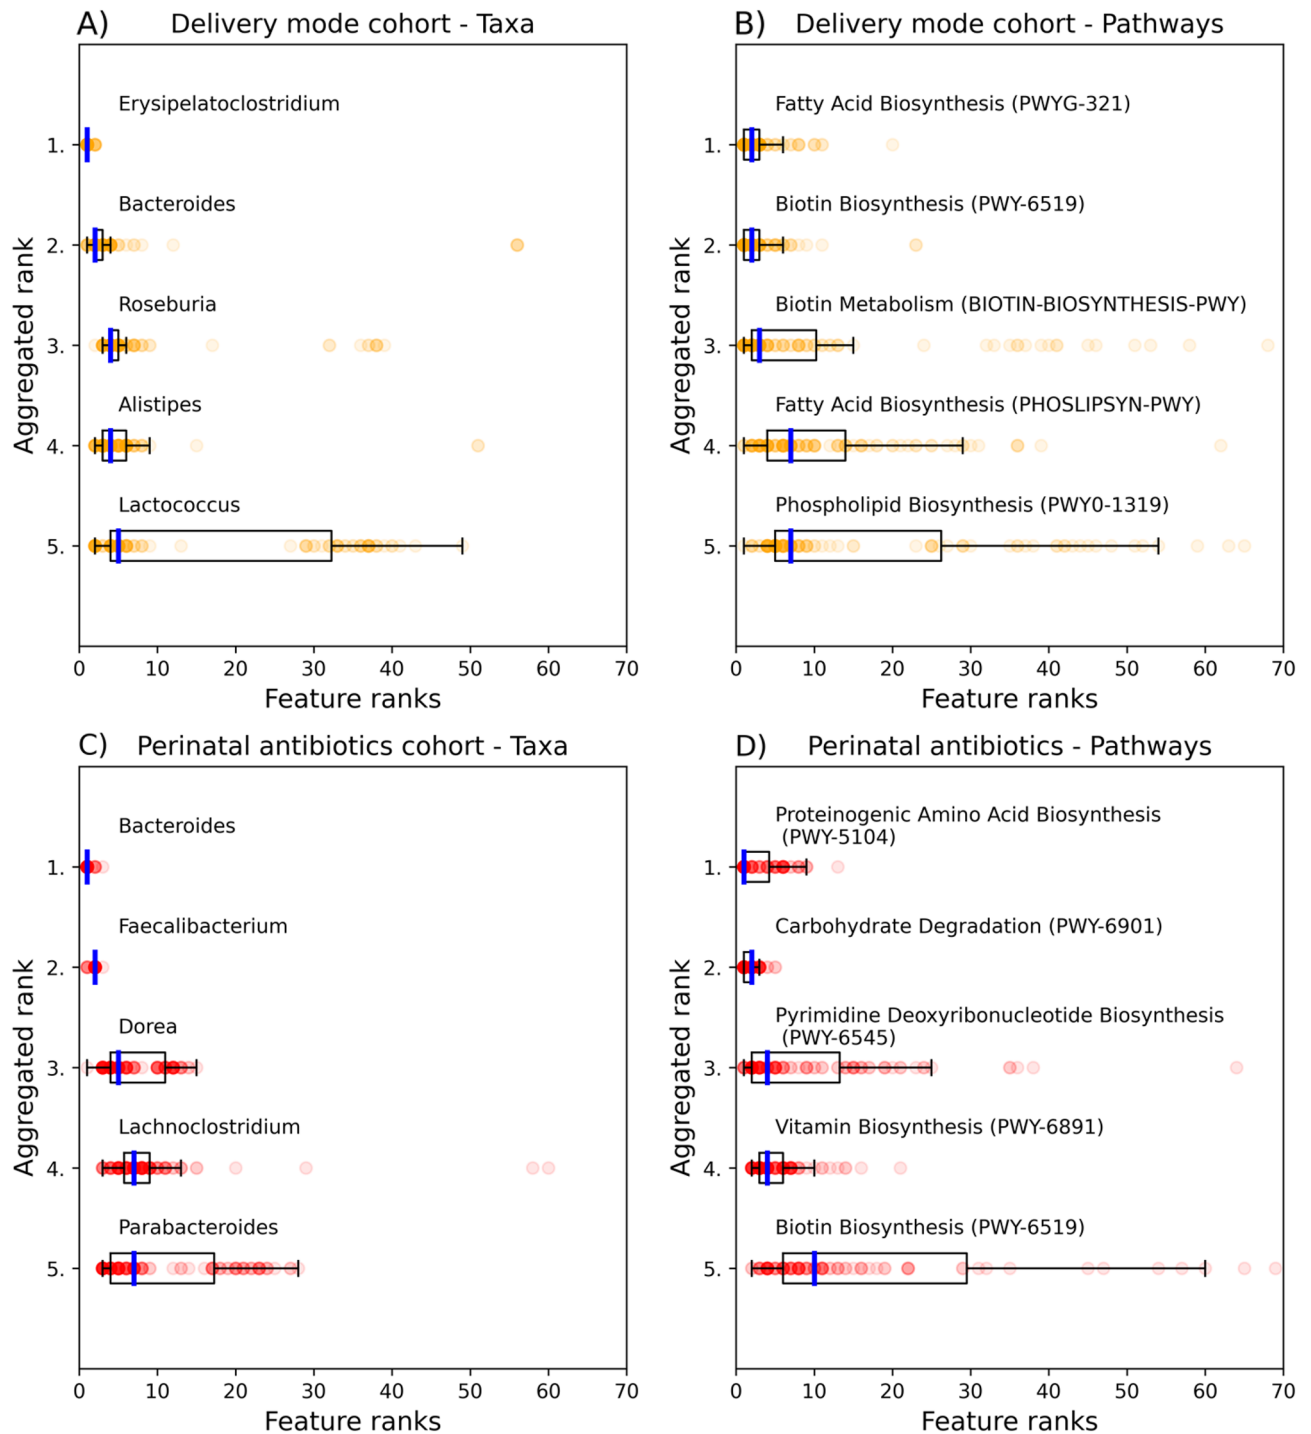 A) Delivery mode cohort - Taxa
Aggregated rank
Erysipelatoclostridium
1.
Bacteroides
2.
Roseburia
3.
Alistipes
4.
Lactococcus
5.
0 10 20 30 40 50 60 70
Feature ranks
B) Delivery mode cohort - Pathways
Aggregated rank
Fatty Acid Biosynthesis (PWYG-321)
1.
Biotin Biosynthesis (PWY-6519)
2.
Biotin Metabolism (BIOTIN-BIOSYNTHESIS-PWY)
3.
Fatty Acid Biosynthesis (PHOSLIPSYN-PWY)
4.
Phospholipid Biosynthesis (PWY0-1319)
5.
0 10 20 30 40 50 60 70
Feature ranks
C) Perinatal antibiotics cohort - Taxa
Aggregated rank
Bacteroides
1.
Faecalibacterium
2.
Dorea
3.
Lachnoclostridium
4.
Parabacteroides
5.
0 10 20 30 40 50 60 70
Feature ranks
D) Perinatal antibiotics - Pathways
Aggregated rank
Proteinogenic Amino Acid Biosynthesis
(PWY-5104)
1.
Carbohydrate Degradation (PWY-6901)
2.
Pyrimidine Deoxyribonucleotide Biosynthesis
(PWY-6545)
3.
Vitamin Biosynthesis (PWY-6891)
4.
Biotin Biosynthesis (PWY-6519)
5.
0 10 20 30 40 50 60 70
Feature ranks